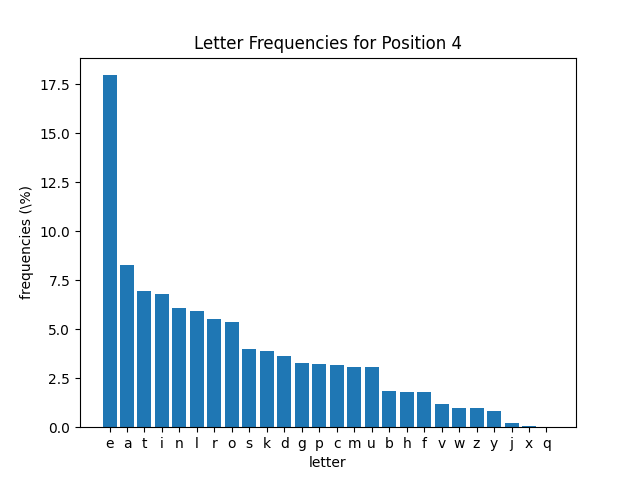 Letter Frequencies for Position 4
frequencies (\%)
17.5
15.0
12.5
10.0
7.5
5.0
2.5
0.0
e a t i n l r o s k d g p c m u b h f v w z y j x q
letter